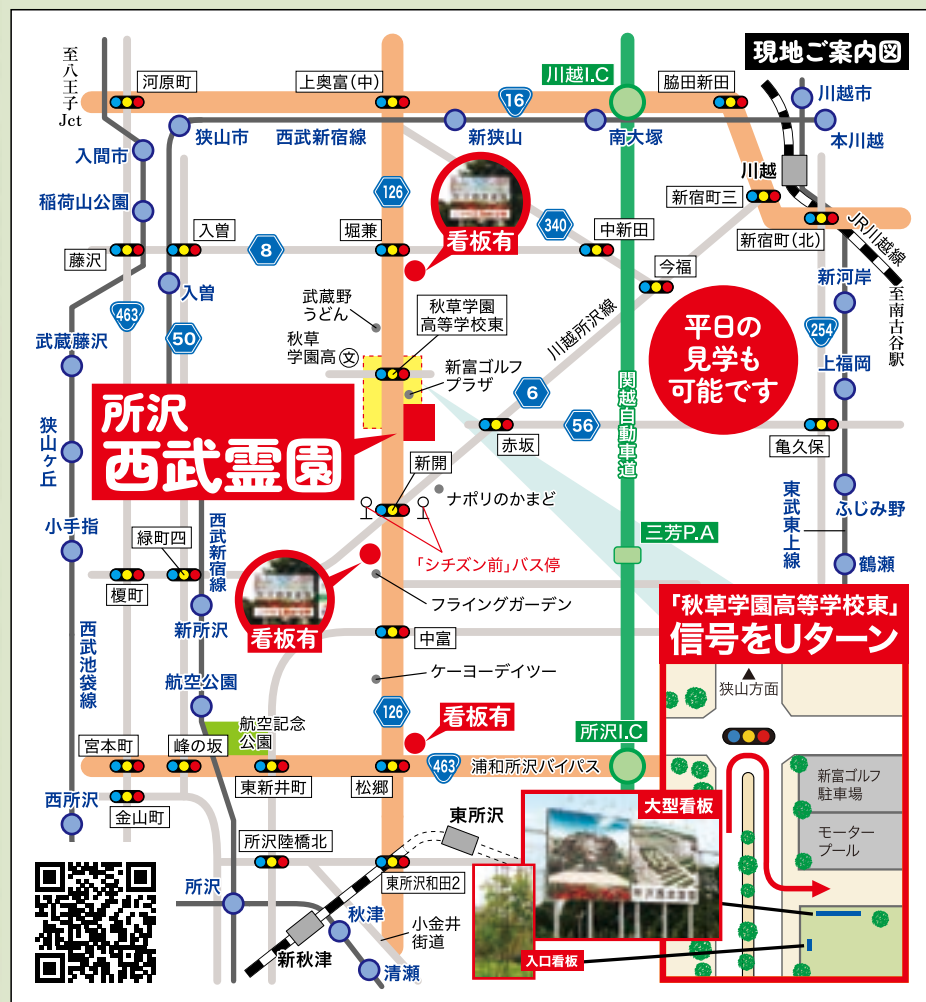 現地ご案内図
至八王子Jct
河原町
上奥富(中)
川越I.C
脇田新田
川越市
16
狭山市
西武新宿線
新狭山
南大塚
本川越
入間市
川越
稲荷山公園
126
新宿町三
看板有
340
新宿町(北)
JR川越線
藤沢
入曽
8
堀兼
中新田
今福
至南古谷駅
入曽
新河岸
463
50
武蔵野
うどん
秋草学園
高等学校東
川越所沢線
平日の
見学も
可能です
254
武蔵藤沢
秋草
学園高
文
新富ゴルフ
プラザ
関越自動車道
上福岡
所沢
西武霊園
6
56
狭山ヶ丘
赤坂
亀久保
新開
ナポリのかまど
東武東上線
ふじみ野
小手指
緑町四
西武新宿線
三芳P.A
「シチズン前」バス停
鶴瀬
榎町
新所沢
看板有
フライングガーデン
中富
西武池袋線
航空公園
ケーヨーデイツー
126
看板有
航空記念
公園
所沢I.C
宮本町
峰の坂
東新井町
松郷
463
浦和所沢バイパス
西所沢
金山町
所沢陸橋北
東所沢
東所沢和田2
所沢
秋津
小金井
街道
新秋津
清瀬
「秋草学園高等学校東」
信号をUターン
狭山方面
新富ゴルフ
駐車場
モーター
プール
大型看板
入口看板